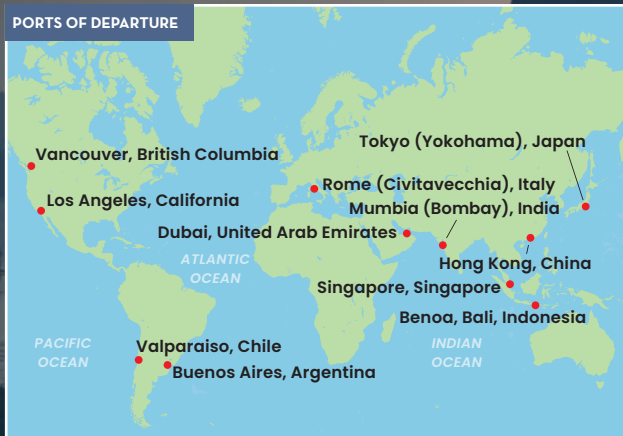 PORTS OF DEPARTURE
Tokyo (Yokohama), Japan
Vancouver, British Columbia
Rome (Civitavecchia), Italy
Los Angeles, California
Mumbia (Bombay), India
Dubai, United Arab Emirates
ATLANTIC
OCEAN
Hong Kong, China
Singapore, Singapore
Benoa, Bali, Indonesia
PACIFIC
OCEAN
Valparaiso, Chile
INDIAN
OCEAN
Buenos Aires, Argentina